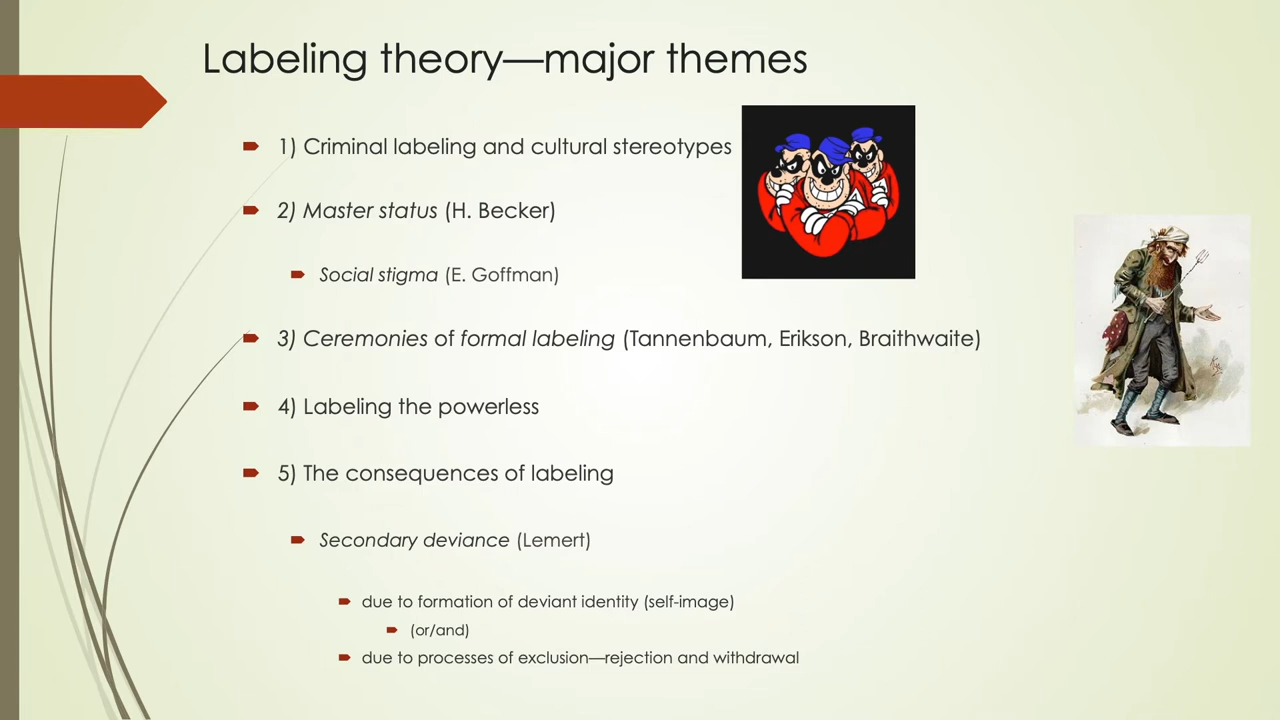 Labeling theory—major themes
1) Criminal labeling and cultural stereotypes
2) Master status (H. Becker)
Social stigma (E. Goffman)
3) Ceremonies of formal labeling (Tannenbaum, Erikson, Braithwaite)
4) Labeling the powerless
5) The consequences of labeling
Secondary deviance (Lemert)
due to formation of deviant identity (self-image)
(or/and)
due to processes of exclusion—rejection and withdrawal